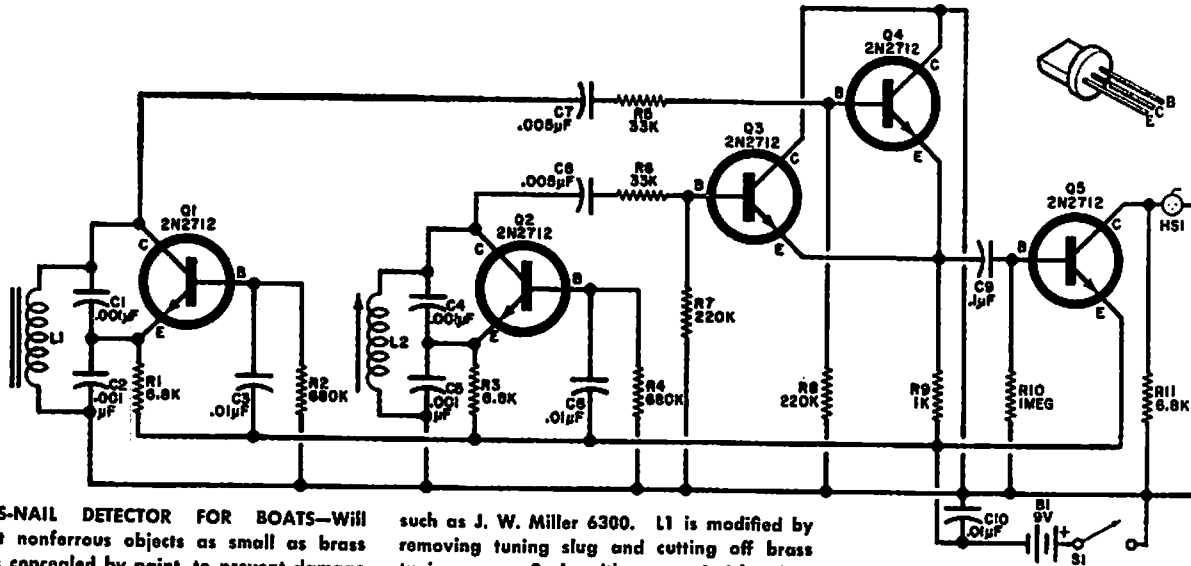 Q4
2N2712
C
B
E
B
C
E
C7
.005µF
R5
33K
Q3
2N2712
C
B
E
C8
.005µF
R6
33K
Q1
2N2712
C
B
E
Q2
2N2712
C
B
E
Q5
2N2712
C
B
E
HS1
L1
C1
.001µF
C2
.001
µF
R1
6.8K
C3
.01µF
R2
680K
L2
C4
.001µF
C5
.001
µF
R3
6.8K
C6
.01µF
R4
680K
R7
220K
R8
220K
R9
1K
C9
.1µF
R10
1MEG
R11
6.8K
C10
.01µF
B1
9V
+
S1
S-NAIL DETECTOR FOR BOATS—Will
t nonferrous objects as small as brass
concealed by paint, to prevent damage
such as J. W. Miller 6300. L1 is modified by
removing tuning slug and cutting off brass